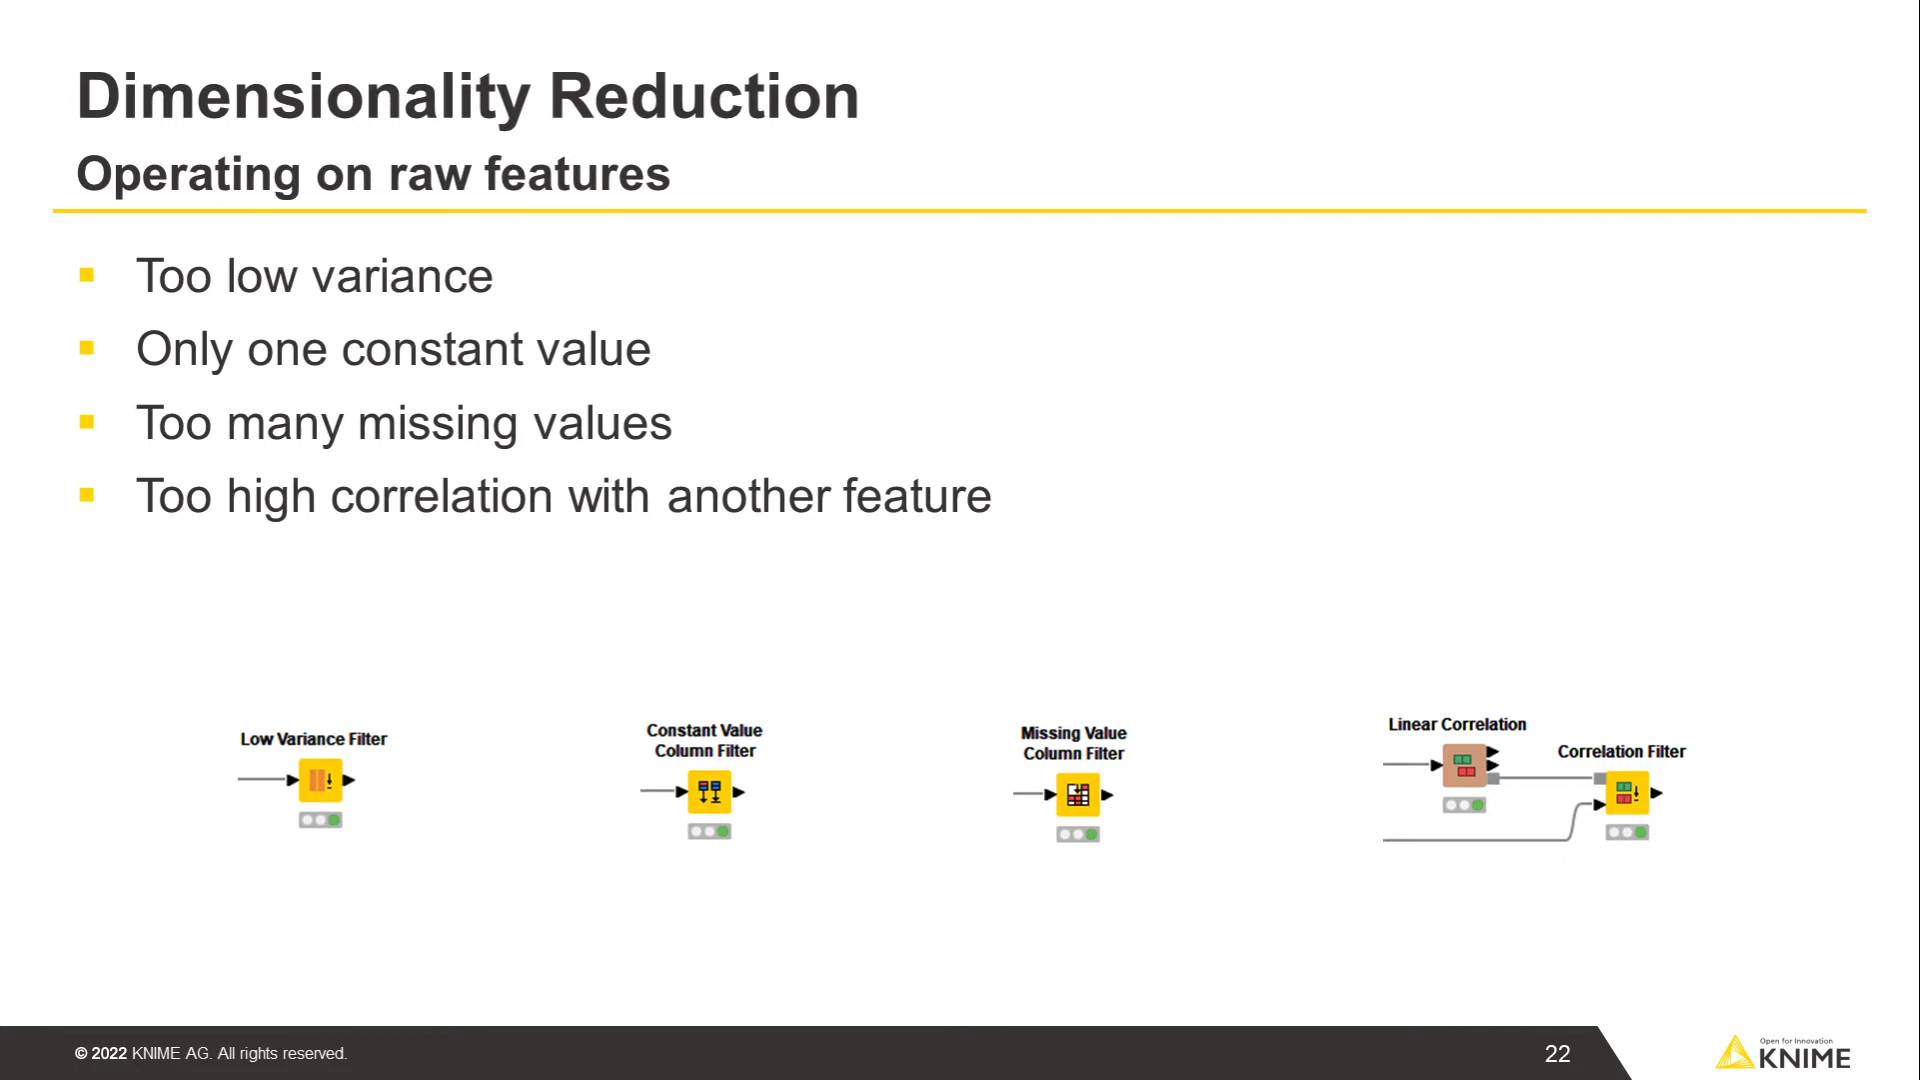 Dimensionality Reduction
Operating on raw features
Too low variance
Only one constant value
Too many missing values
Too high correlation with another feature
Low Variance Filter
Constant Value
Column Filter
Missing Value
Column Filter
Linear Correlation
Correlation Filter
© 2022 KNIME AG. All rights reserved.
22
Open for Innovation
KNIME